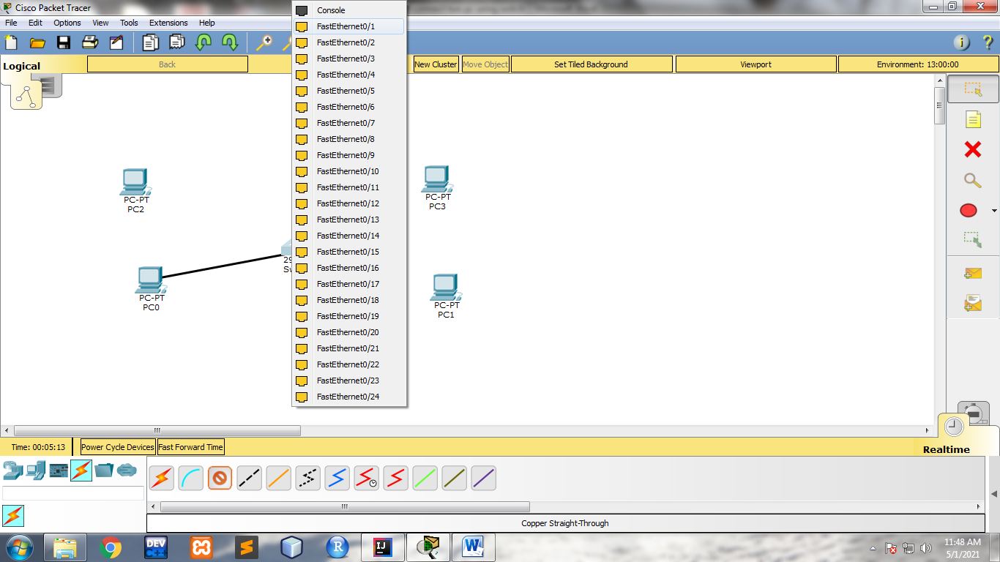 Cisco Packet Tracer
File Edit Options View Tools Extensions Help
Logical
Back
New Cluster
Move Object
Set Tiled Background
Viewport
Environment: 13:00:00
Console
FastEthernet0/1
FastEthernet0/2
FastEthernet0/3
FastEthernet0/4
FastEthernet0/5
FastEthernet0/6
FastEthernet0/7
FastEthernet0/8
FastEthernet0/9
FastEthernet0/10
FastEthernet0/11
FastEthernet0/12
FastEthernet0/13
FastEthernet0/14
FastEthernet0/15
FastEthernet0/16
FastEthernet0/17
FastEthernet0/18
FastEthernet0/19
FastEthernet0/20
FastEthernet0/21
FastEthernet0/22
FastEthernet0/23
FastEthernet0/24
PC-PT
PC2
PC-PT
PC3
29
Sw
PC-PT
PC0
PC-PT
PC1
Time: 00:05:13
Power Cycle Devices
Fast Forward Time
Realtime
Copper Straight-Through
DEV
C++
R
IJ
W
11:48 AM
5/1/2021